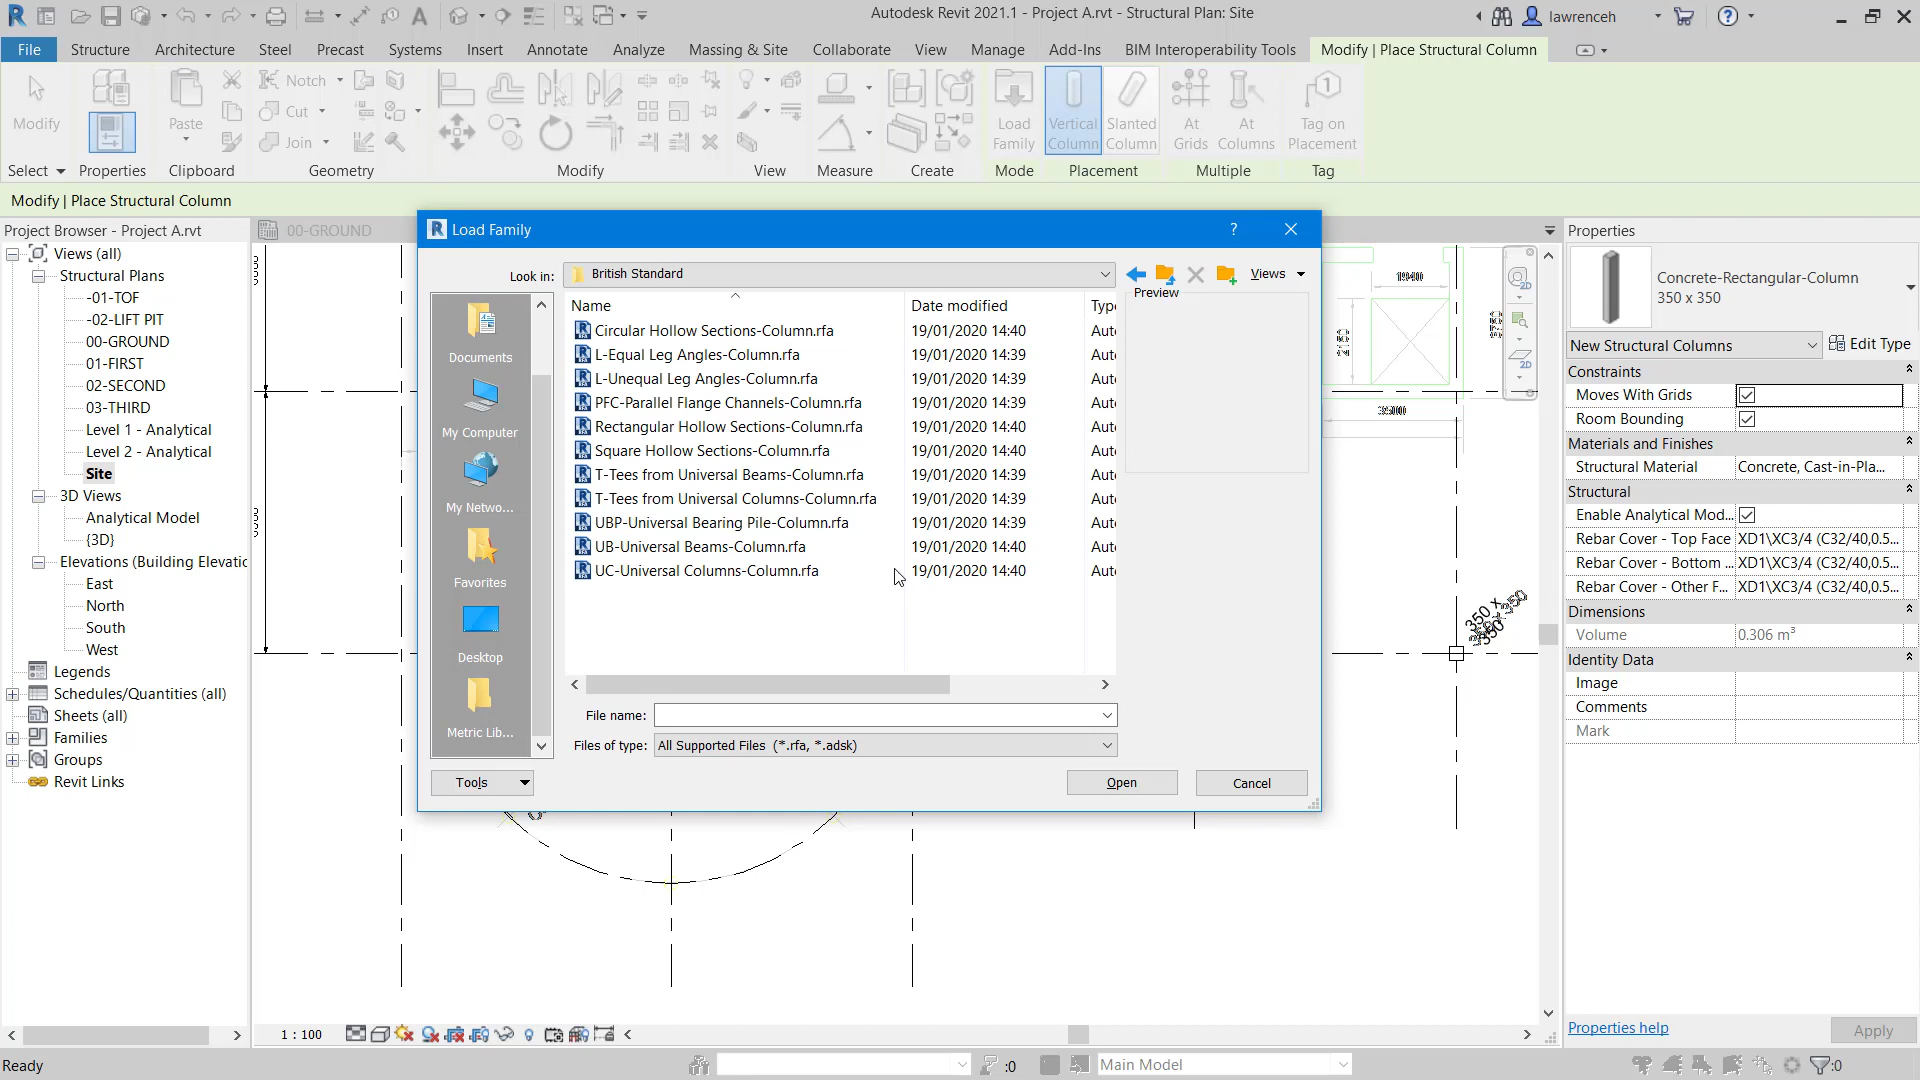 Autodesk Revit 2021.1 - Project A.rvt - Structural Plan: Site
lawrenceh
File Structure Architecture Steel Precast Systems Insert Annotate Analyze Massing & Site Collaborate View Manage Add-Ins BIM Interoperability Tools Modify | Place Structural Column
Modify
Paste
Notch
Cut
Join
Load Family
Vertical Column
Slanted Column
At Grids
At Columns
Tag on Placement
Select Properties Clipboard Geometry Modify View Measure Create Mode Placement Multiple Tag
Modify | Place Structural Column
Project Browser - Project A.rvt
Views (all)
Structural Plans
-01-TOF
-02-LIFT PIT
00-GROUND
01-FIRST
02-SECOND
03-THIRD
Level 1 - Analytical
Level 2 - Analytical
Site
3D Views
Analytical Model
{3D}
Elevations (Building Elevatic
East
North
South
West
Legends
Schedules/Quantities (all)
Sheets (all)
Families
Groups
Revit Links
00-GROUND
Load Family
Look in: British Standard
Views
Preview
Name Date modified Type
Circular Hollow Sections-Column.rfa 19/01/2020 14:40 Auto
L-Equal Leg Angles-Column.rfa 19/01/2020 14:39 Auto
L-Unequal Leg Angles-Column.rfa 19/01/2020 14:39 Auto
PFC-Parallel Flange Channels-Column.rfa 19/01/2020 14:39 Auto
Rectangular Hollow Sections-Column.rfa 19/01/2020 14:40 Auto
Square Hollow Sections-Column.rfa 19/01/2020 14:40 Auto
T-Tees from Universal Beams-Column.rfa 19/01/2020 14:39 Auto
T-Tees from Universal Columns-Column.rfa 19/01/2020 14:39 Auto
UBP-Universal Bearing Pile-Column.rfa 19/01/2020 14:39 Auto
UB-Universal Beams-Column.rfa 19/01/2020 14:40 Auto
UC-Universal Columns-Column.rfa 19/01/2020 14:40 Auto
Documents
My Computer
My Netwo...
Favorites
Desktop
Metric Lib...
File name:
Files of type: All Supported Files (*.rfa, *.adsk)
Tools
Open
Cancel
350 x 350
Properties
Concrete-Rectangular-Column
350 x 350
New Structural Columns
Edit Type
Constraints
Moves With Grids
Room Bounding
Materials and Finishes
Structural Material Concrete, Cast-in-Pla...
Structural
Enable Analytical Mod...
Rebar Cover - Top Face XD1\XC3/4 (C32/40,0.5...
Rebar Cover - Bottom ... XD1\XC3/4 (C32/40,0.5...
Rebar Cover - Other F... XD1\XC3/4 (C32/40,0.5...
Dimensions
Volume 0.306 m³
Identity Data
Image
Comments
Mark
Properties help
Apply
1 : 100
Ready
:0
Main Model
:0